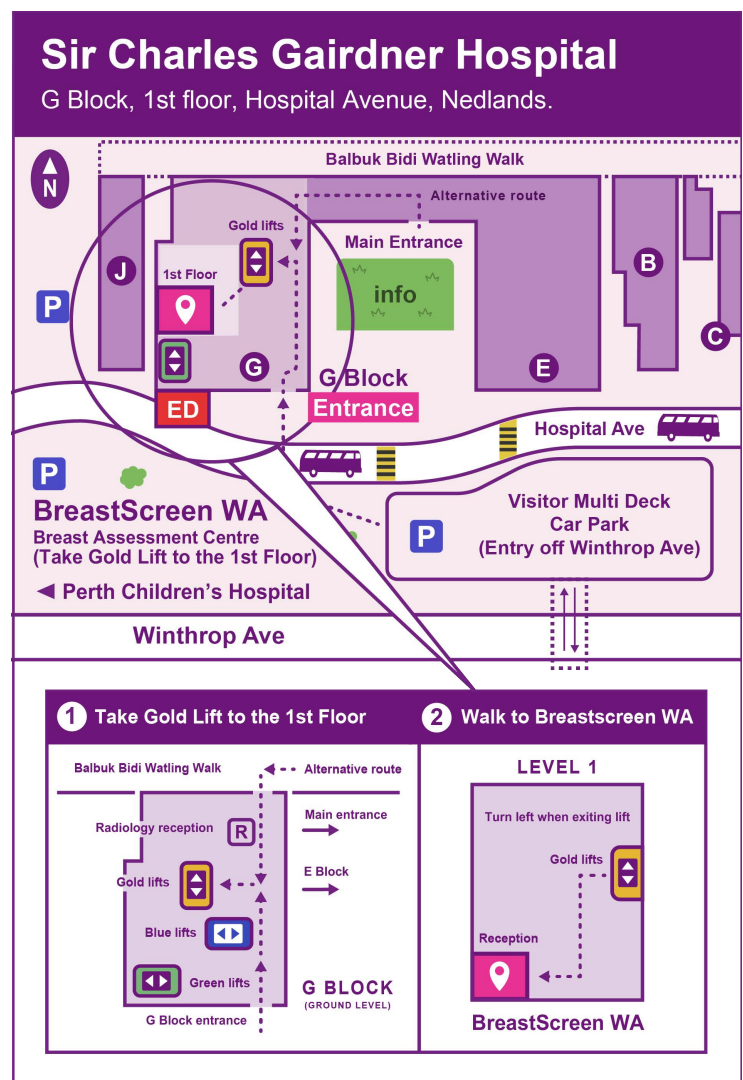 Sir Charles Gairdner Hospital
G Block, 1st floor, Hospital Avenue, Nedlands.
Balbuk Bidi Watling Walk
N
Alternative route
Gold lifts
Main Entrance
J
1st Floor
B
P
info
C
G
E
G Block
Entrance
ED
Hospital Ave
P
BreastScreen WA
Breast Assessment Centre
(Take Gold Lift to the 1st Floor)
Perth Children's Hospital
P
Visitor Multi Deck
Car Park
(Entry off Winthrop Ave)
Winthrop Ave
1 Take Gold Lift to the 1st Floor
Balbuk Bidi Watling Walk
Alternative route
Main entrance
Radiology reception
R
E Block
Gold lifts
Blue lifts
Green lifts
G BLOCK
(GROUND LEVEL)
G Block entrance
2 Walk to Breastscreen WA
LEVEL 1
Turn left when exiting lift
Gold lifts
Reception
BreastScreen WA